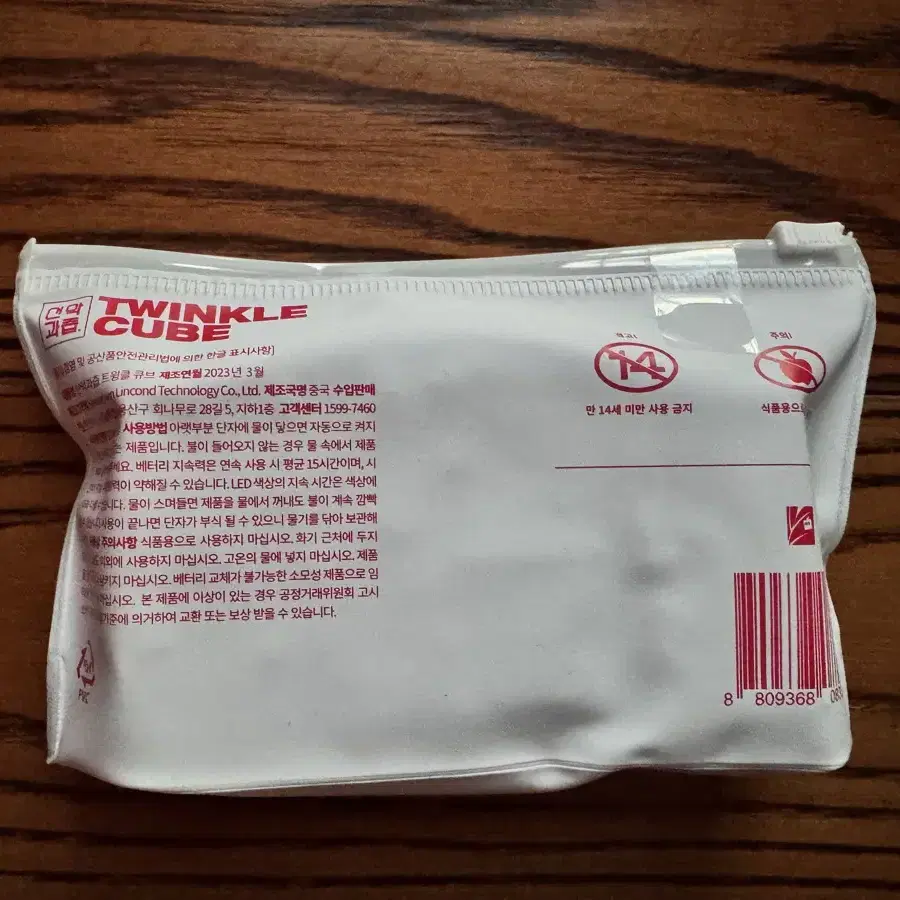 TWINKLE
CUBE
및 공산품안전관리법에 의한 한글 표시사항]
트윙클 큐브 제조연월 2023년 3월
Uncond Technology Co., Ltd. 제조국명 중국 수입판매
용산구 회나무로 28길 5, 지하1층 고객센터 1599-7460
사용방법 아랫부분 단자에 물이 닿으면 자동으로 켜지
는 제품입니다. 불이 들어오지 않는 경우 물 속에서 제품
베터리 지속력은 연속 사용 시 평균 15시간이며, 시
약해질 수 있습니다. LED 색상의 지속 시간은 색상에
물이 스며들면 제품을 물에서 꺼내도 불이 계속 깜빡
사용이 끝나면 단자가 부식 될 수 있으니 물기를 닦아 보관해
주의사항 식품용으로 사용하지 마십시오. 화기 근처에 두지
사용하지 마십시오. 고온의 물에 넣지 마십시오. 제품
마십시오. 베터리 교체가 불가능한 소모성 제품으로 임
마십시오. 본 제품에 이상이 있는 경우 공정거래위원회 고시
의거하여 교환 또는 보상 받을 수 있습니다.
경고!
14
만 14세 미만 사용 금지
주의!
식품용으
8 809368